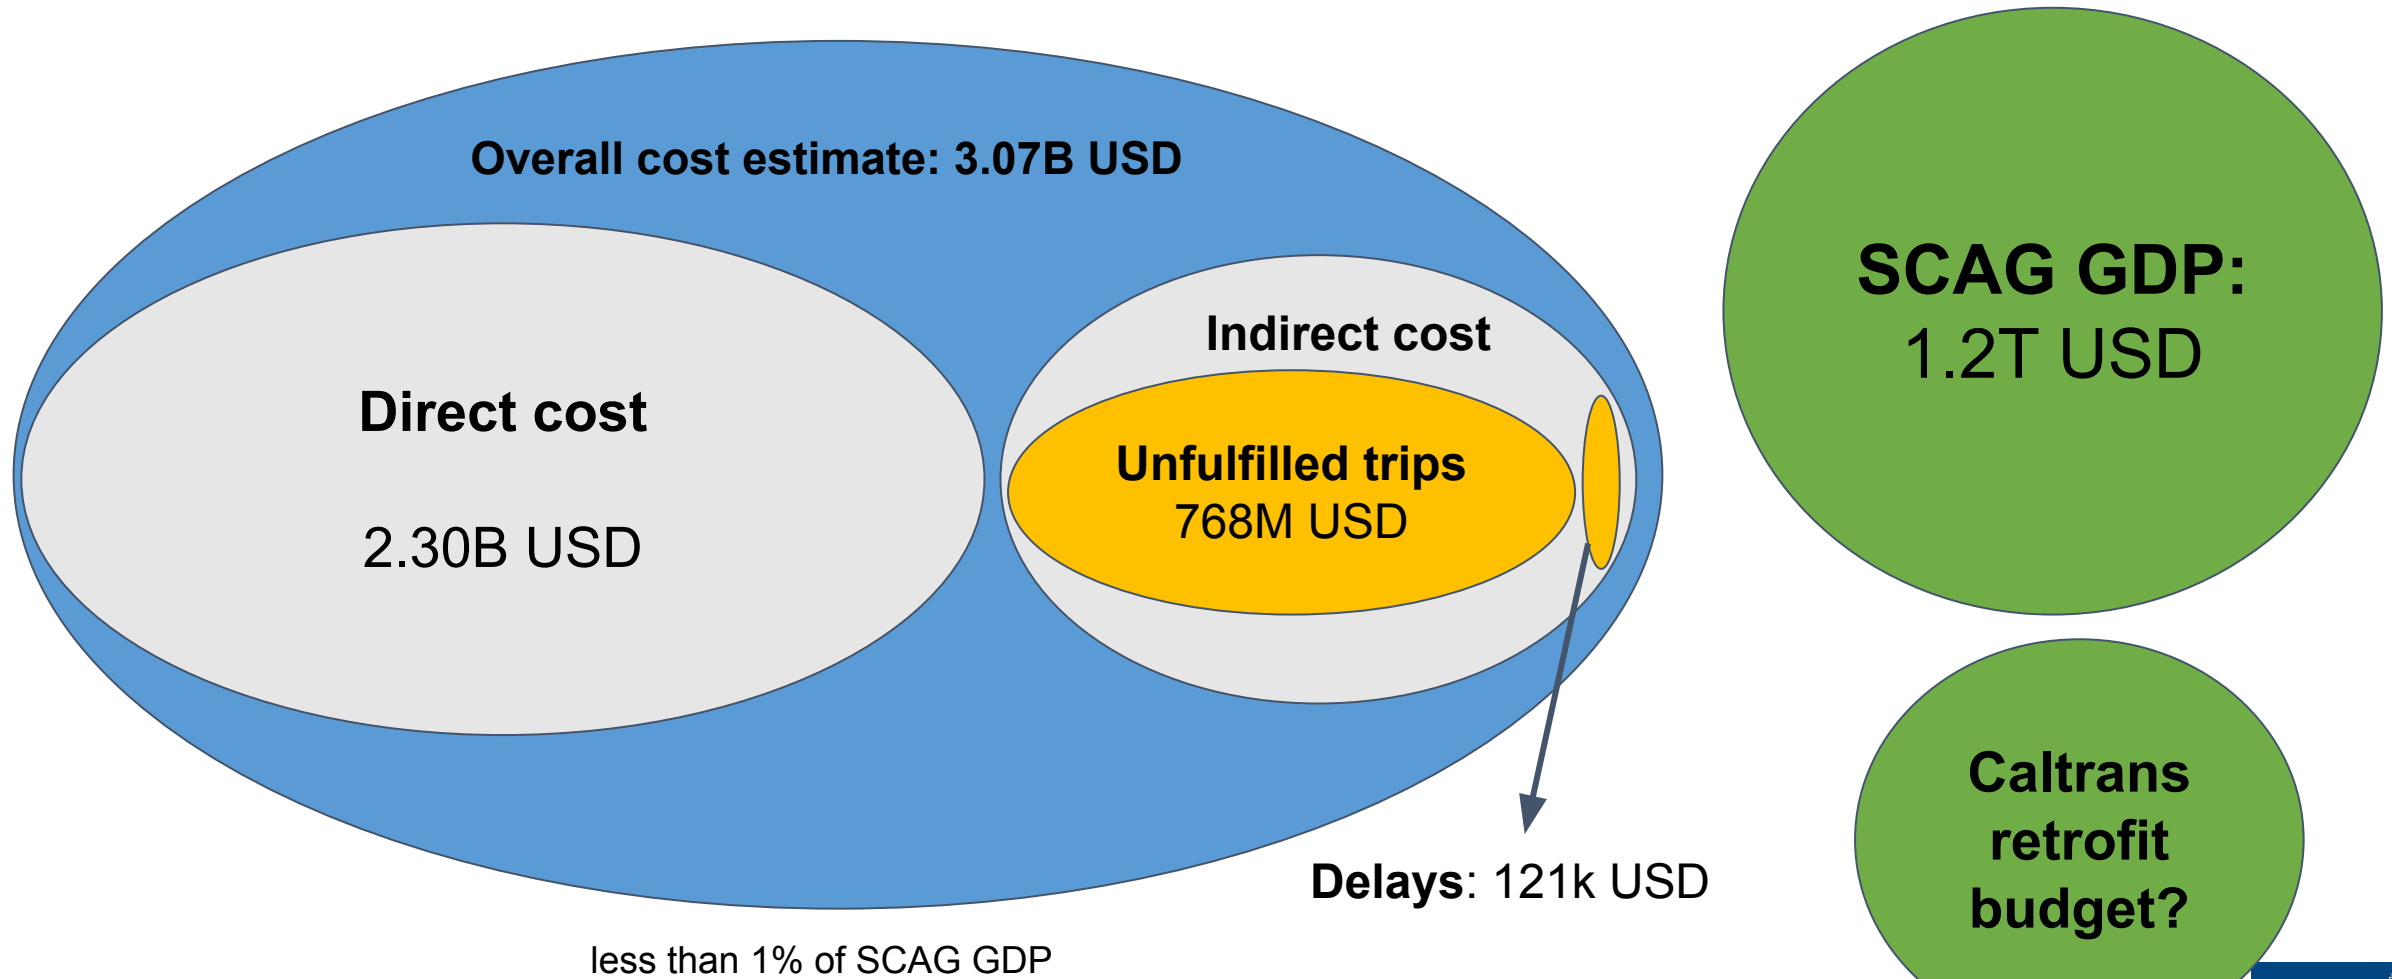 Overall cost estimate: 3.07B USD
Direct cost
2.30B USD
Indirect cost
Unfulfilled trips
768M USD
Delays: 121k USD
less than 1% of SCAG GDP
SCAG GDP:
1.2T USD
Caltrans
retrofit
budget?